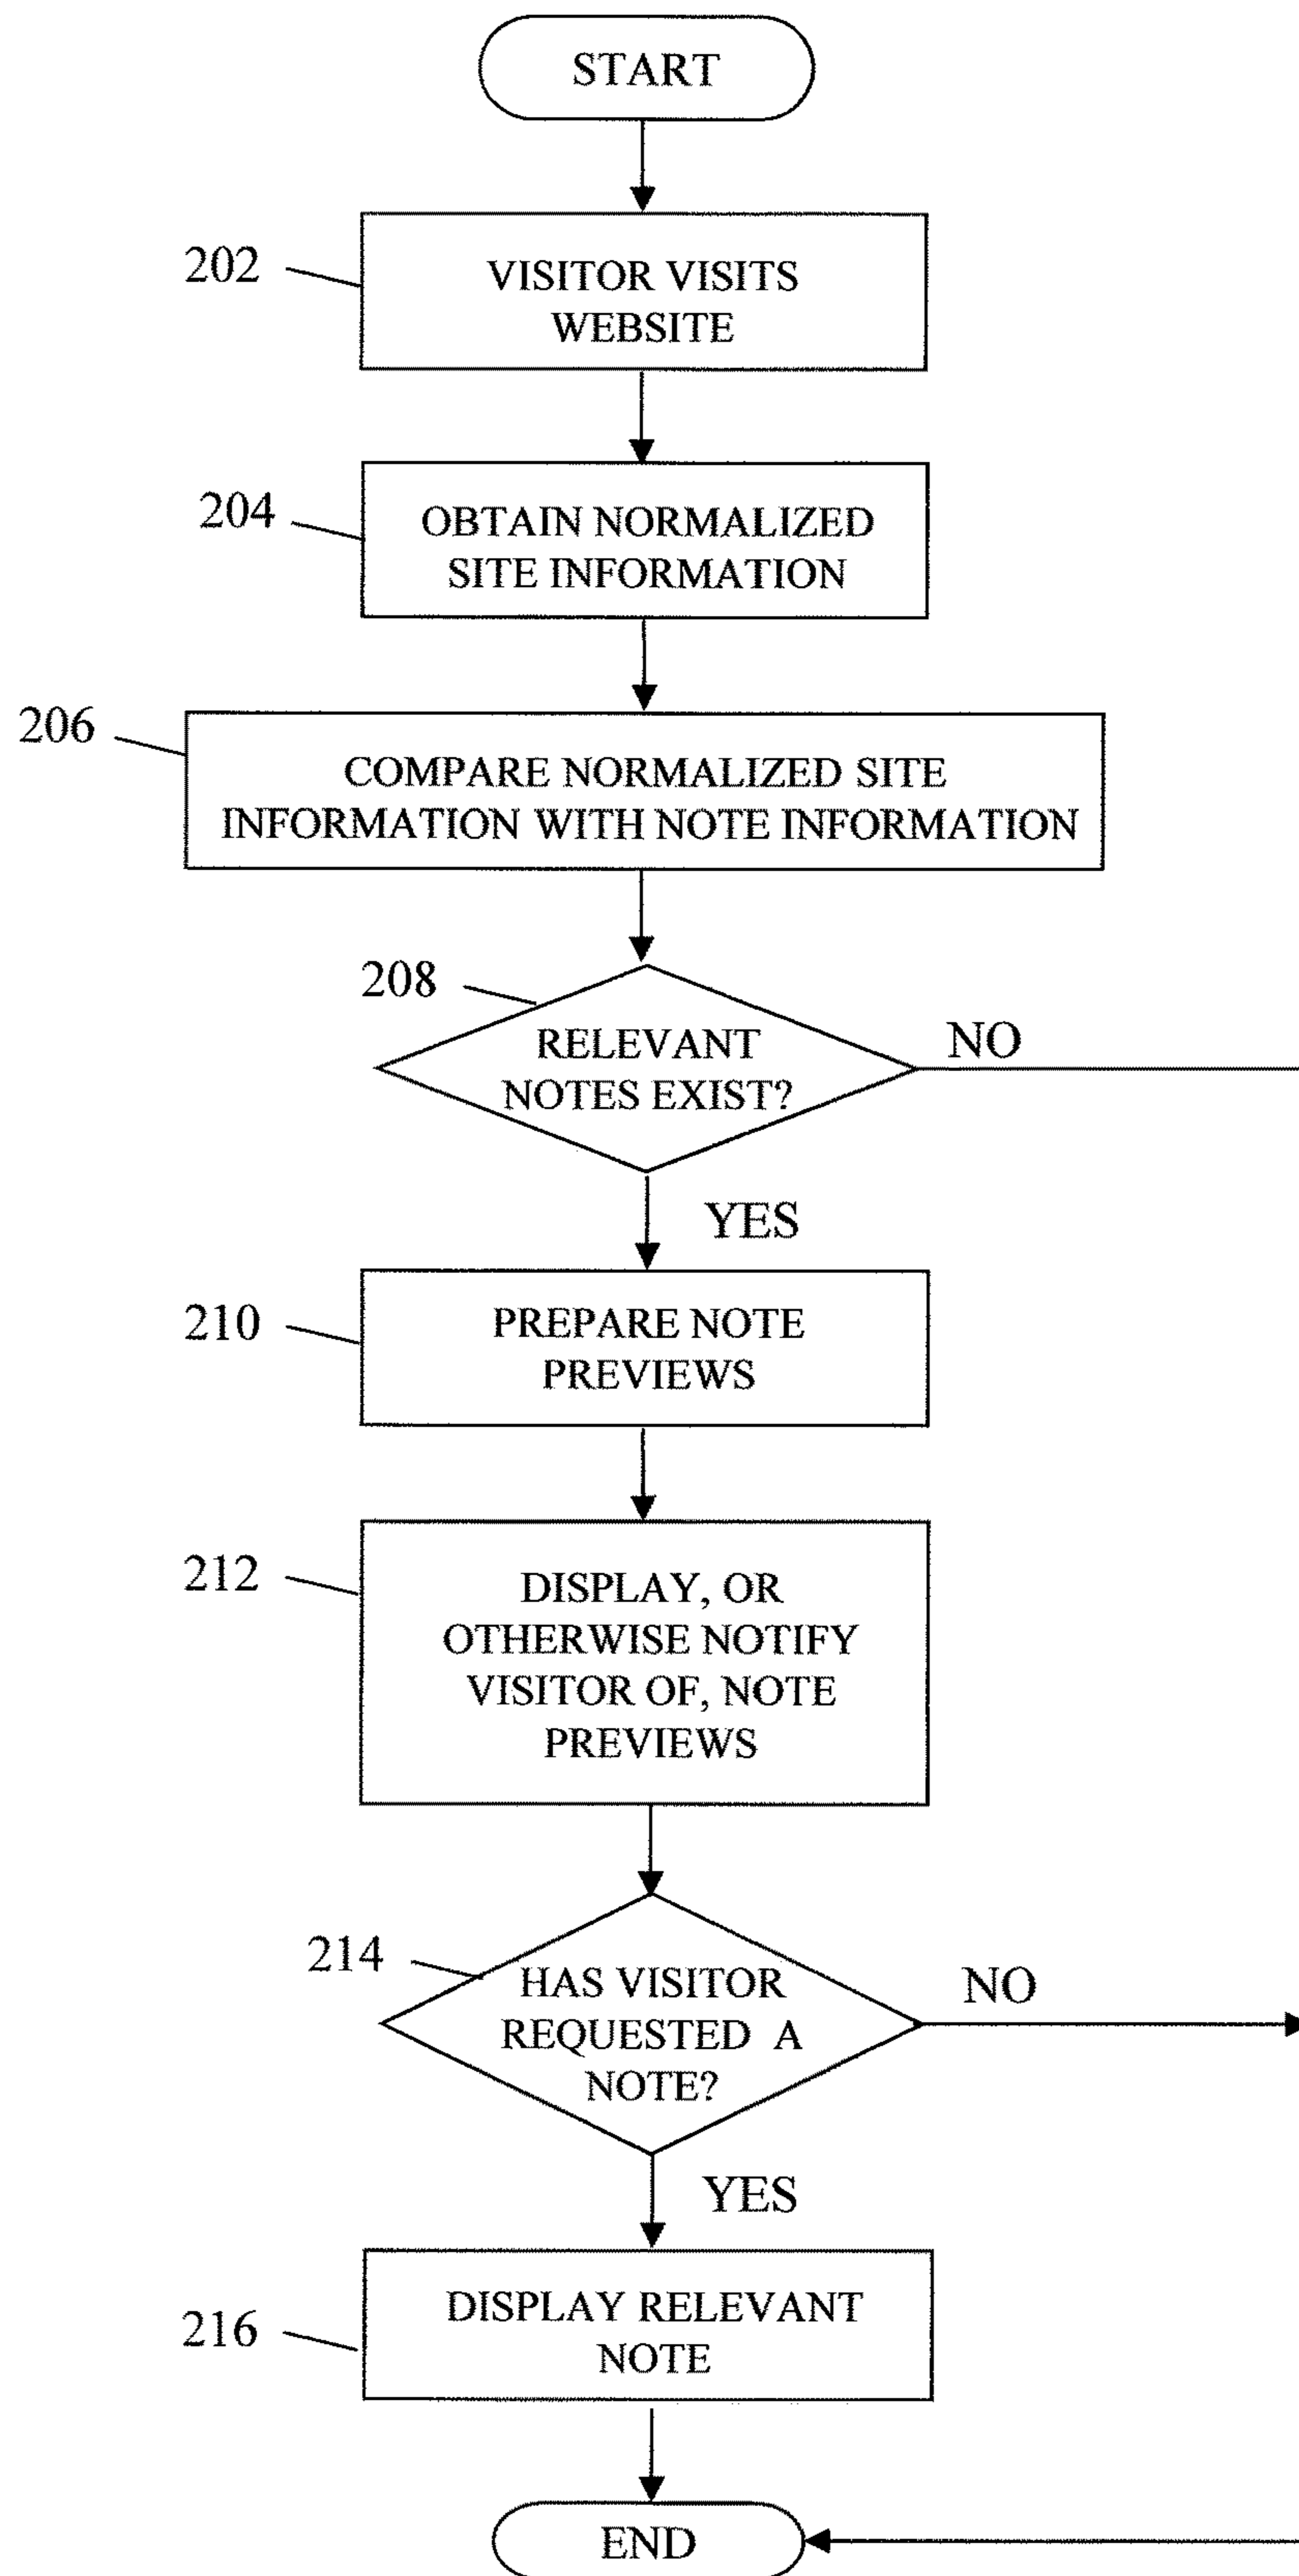 START
202
VISITOR VISITS
WEBSITE
204
OBTAIN NORMALIZED
SITE INFORMATION
206
COMPARE NORMALIZED SITE
INFORMATION WITH NOTE INFORMATION
208
RELEVANT
NOTES EXIST?
NO
YES
210
PREPARE NOTE
PREVIEWS
212
DISPLAY, OR
OTHERWISE NOTIFY
VISITOR OF, NOTE
PREVIEWS
214
HAS VISITOR
REQUESTED A
NOTE?
NO
YES
216
DISPLAY RELEVANT
NOTE
END